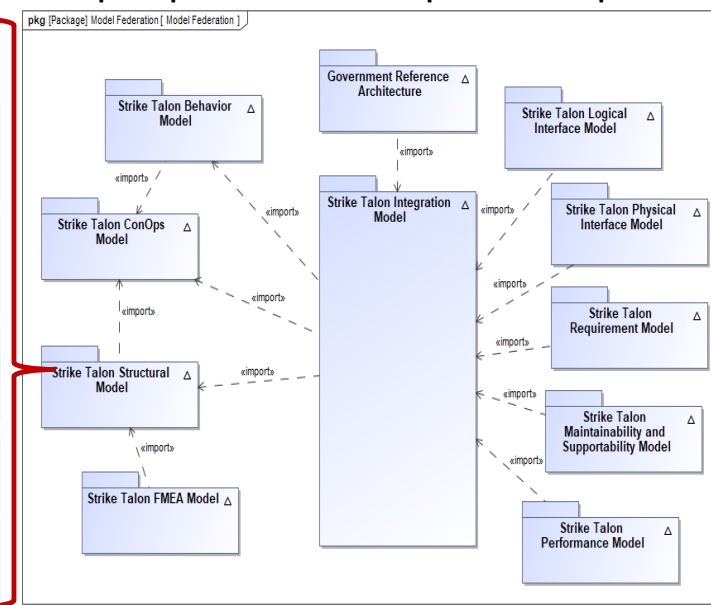 pkg [Package] Model Federation [ Model Federation ]
Government Reference
Architecture
Strike Talon Behavior
Model
Strike Talon Logical
Interface Model
«import»
«import»
Strike Talon Integration
Model
Strike Talon Physical
Interface Model
«import»
Strike Talon ConOps
Model
«import»
«import»
«import»
«import»
Strike Talon
Requirement Model
«import»
«import»
Strike Talon Structural
Model
«import»
«import»
Strike Talon
Maintainability and
Supportability Model
«import»
«import»
Strike Talon FMEA Model
Strike Talon
Performance Model